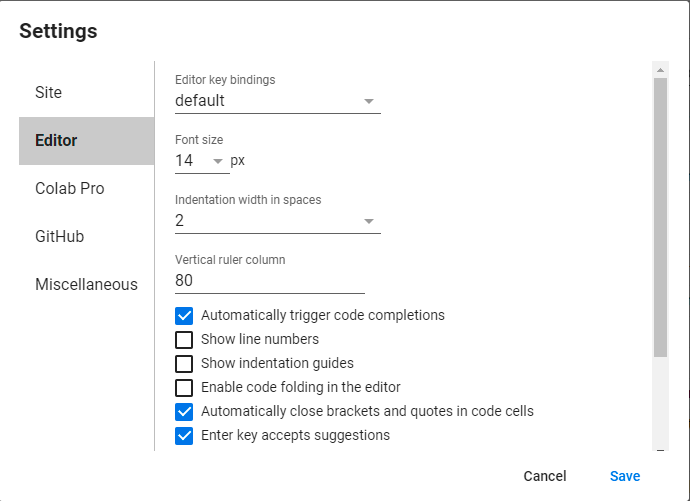 Settings
Site
Editor
Colab Pro
GitHub
Miscellaneous
Editor key bindings
default
Font size
14 px
Indentation width in spaces
2
Vertical ruler column
80
Automatically trigger code completions
Show line numbers
Show indentation guides
Enable code folding in the editor
Automatically close brackets and quotes in code cells
Enter key accepts suggestions
Cancel Save